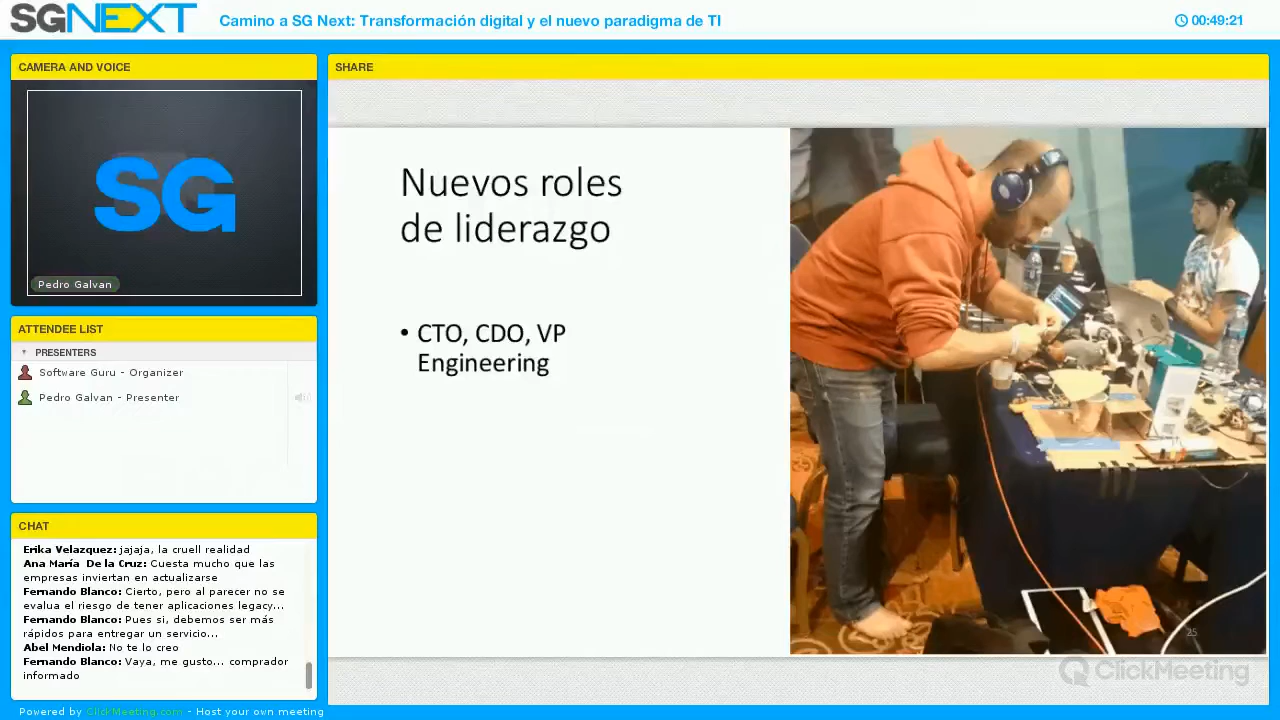 SGNEXT
Camino a SG Next: Transformación digital y el nuevo paradigma de TI
00:49:21
CAMERA AND VOICE
SG
Pedro Galvan
ATTENDEE LIST
PRESENTERS
Software Guru - Organizer
Pedro Galvan - Presenter
CHAT
Erika Velazquez: jajaja, la cruell realidad
Ana María De la Cruz: Cuesta mucho que las
empresas inviertan en actualizarse
Fernando Blanco: Cierto, pero al parecer no se
evalua el riesgo de tener aplicaciones legacy...
Fernando Blanco: Pues si, debemos ser más
rápidos para entregar un servicio...
Abel Mendiola: No te lo creo
Fernando Blanco: Vaya, me gusto... comprador
informado
SHARE
Nuevos roles
de liderazgo
• CTO, CDO, VP
Engineering
25
ClickMeeting
Powered by ClickMeeting.com - Host your own meeting